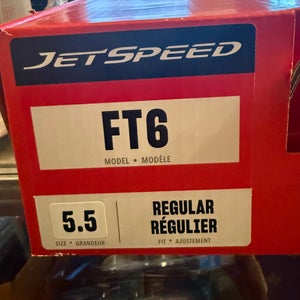 JETSPEED
FT6
MODEL • MODÈLE
5.5
SIZE • GRANDEUR
REGULAR
RÉGULIER
FIT • AJUSTEMENT